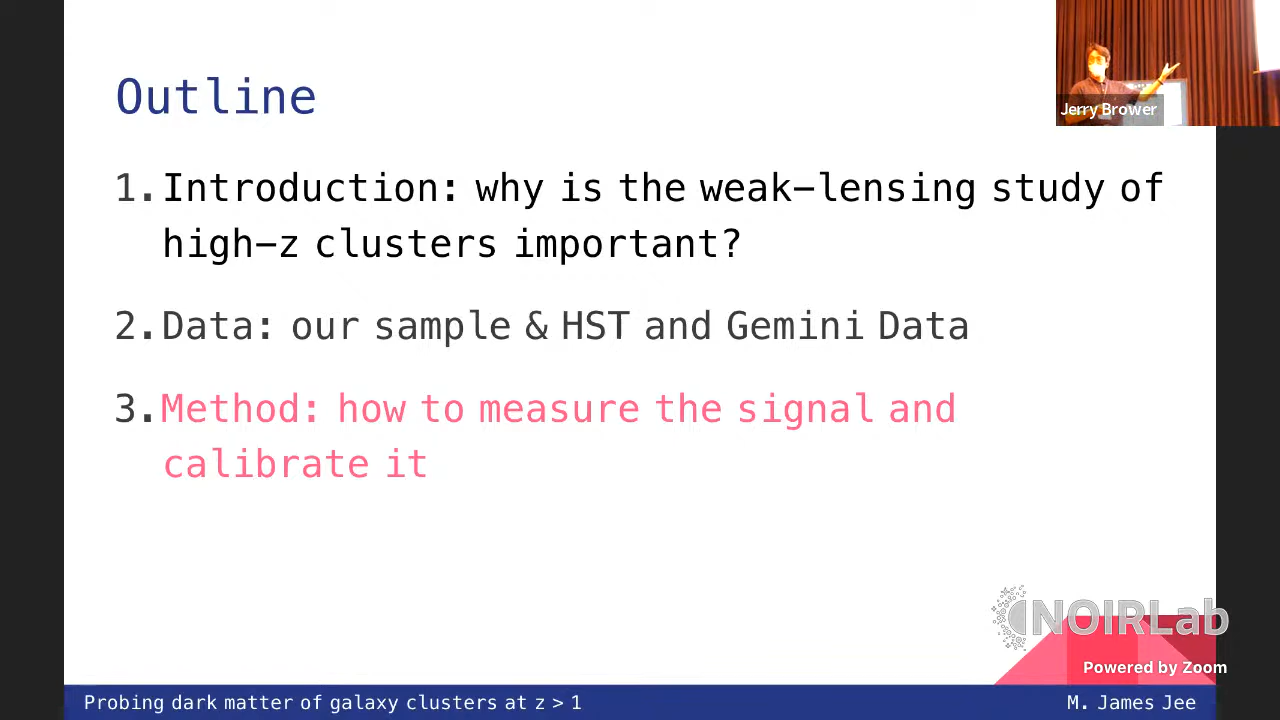 Outline
Jerry Brower
1. Introduction: why is the weak-lensing study of
high-z clusters important?
2. Data: our sample & HST and Gemini Data
3. Method: how to measure the signal and
calibrate it
NOIRLab
Powered by Zoom
Probing dark matter of galaxy clusters at z > 1
M. James Jee